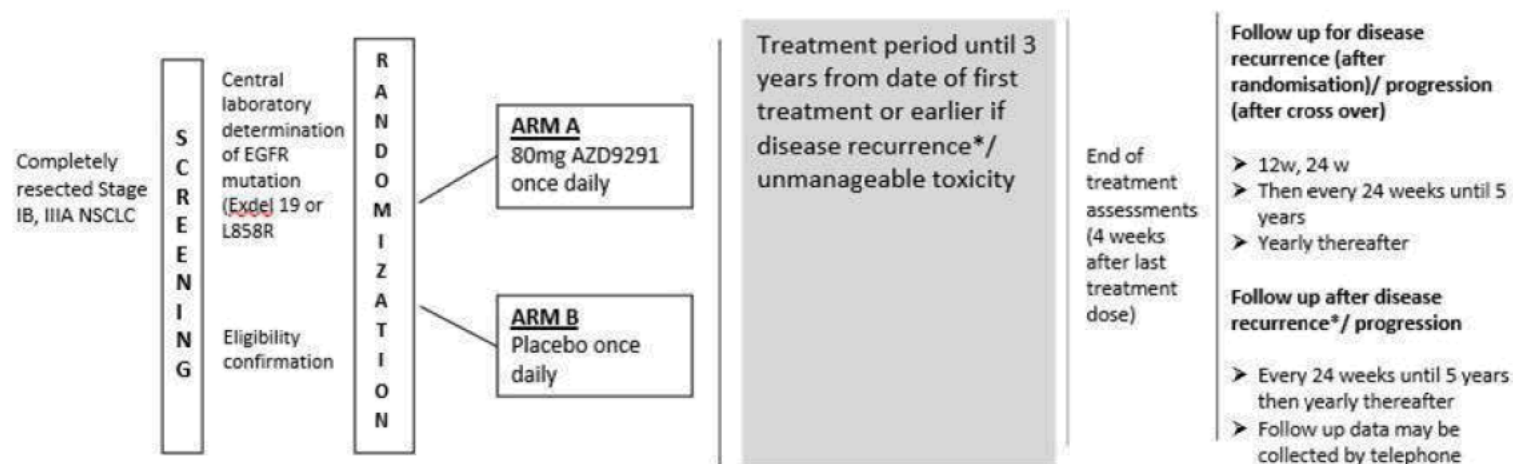 Completely
resected Stage
IB, IIIA NSCLC
S
C
R
E
E
N
I
N
G
Central
laboratory
determination
of EGFR
mutation
(Exdel 19 or
L858R
Eligibility
confirmation
R
A
N
D
O
M
I
Z
A
T
I
O
N
ARM A
80mg AZD9291
once daily
ARM B
Placebo once
daily
Treatment period until 3
years from date of first
treatment or earlier if
disease recurrence*/
unmanageable toxicity
End of
treatment
assessments
(4 weeks
after last
treatment
dose)
Follow up for disease
recurrence (after
randomisation)/ progression
(after cross over)
➤ 12w, 24 w
➤ Then every 24 weeks until 5
years
➤ Yearly thereafter
Follow up after disease
recurrence*/ progression
➤ Every 24 weeks until 5 years
then yearly thereafter
➤ Follow up data may be
collected by telephone